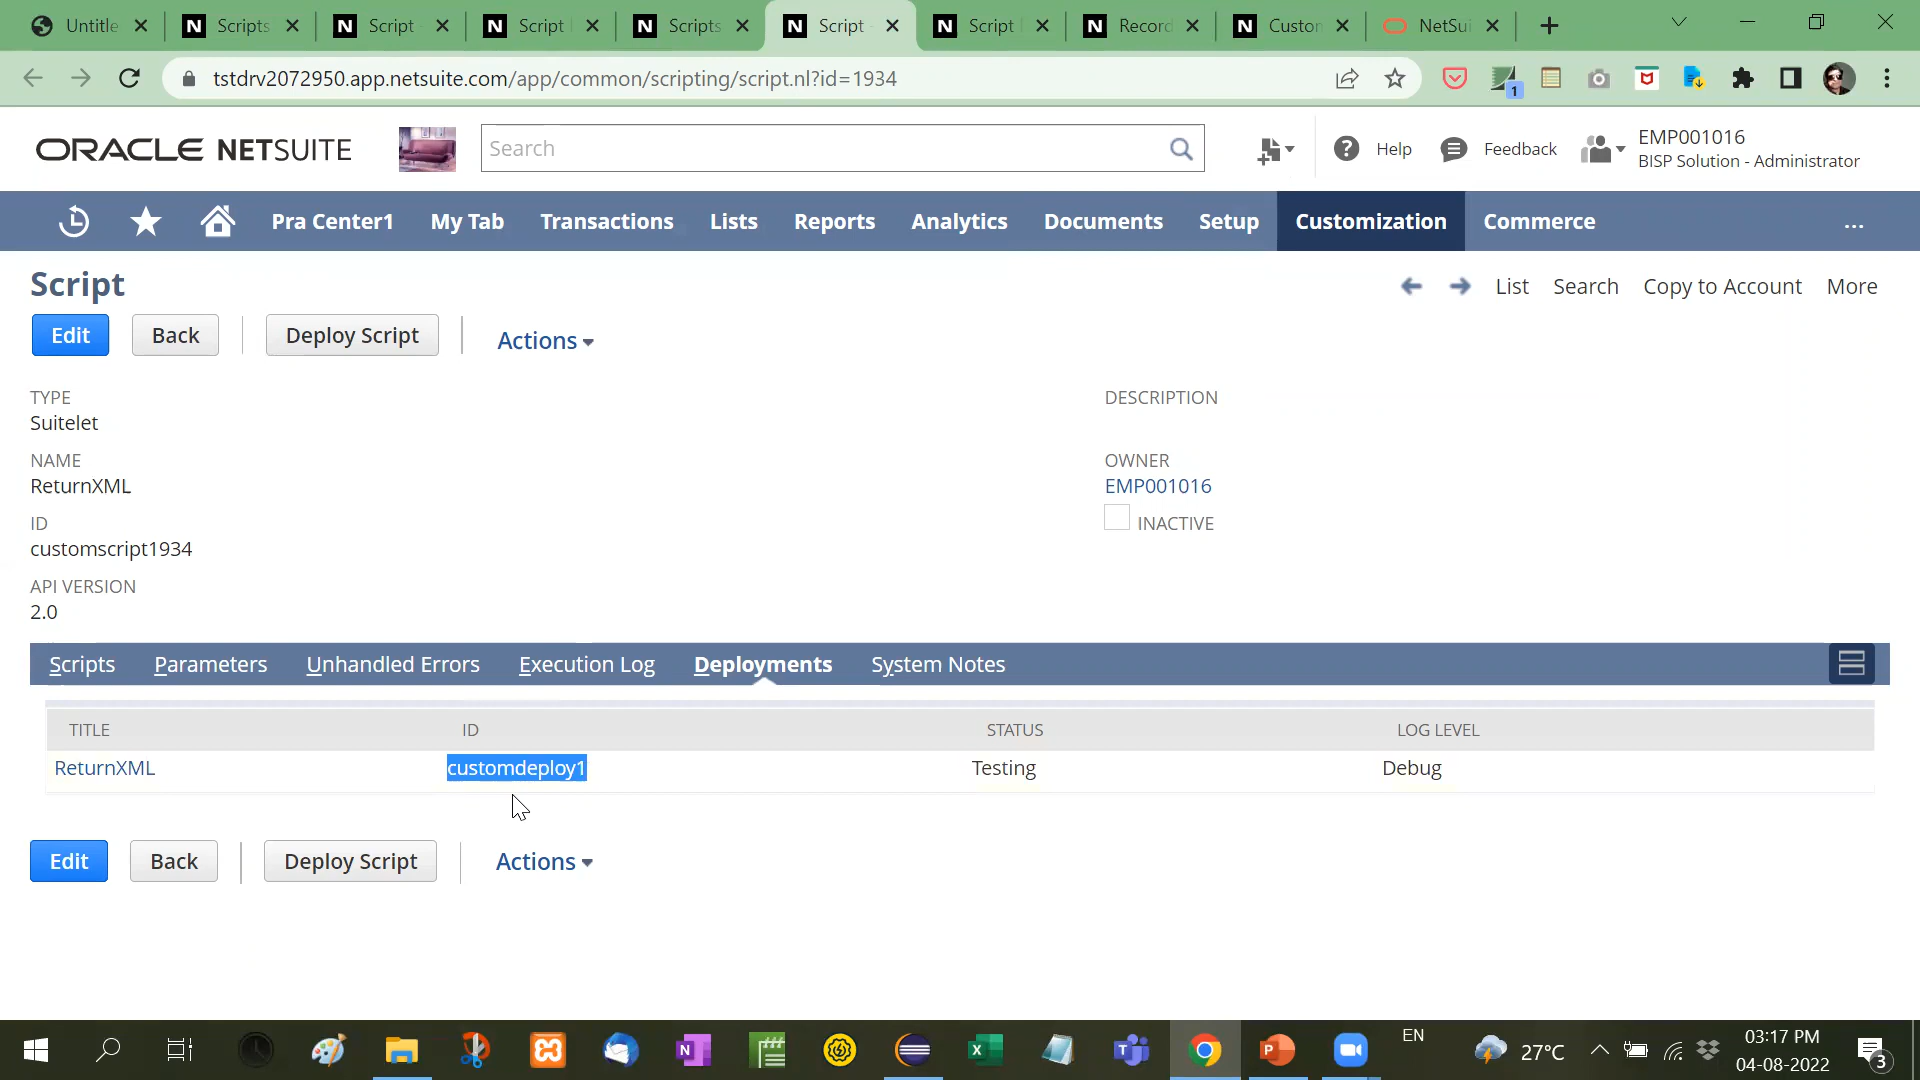 Untitle
Scripts
Script
Script
Scripts
Script
Script
Record
Custom
NetSui
tstdrv2072950.app.netsuite.com/app/common/scripting/script.nl?id=1934
1
ORACLE NETSUITE
Search
Help
Feedback
EMP001016
BISP Solution - Administrator
Pra Center1
My Tab
Transactions
Lists
Reports
Analytics
Documents
Setup
Customization
Commerce
...
Script
List
Search
Copy to Account
More
Edit
Back
Deploy Script
Actions
TYPE
Suitelet
NAME
ReturnXML
ID
customscript1934
API VERSION
2.0
DESCRIPTION
OWNER
EMP001016
INACTIVE
Scripts
Parameters
Unhandled Errors
Execution Log
Deployments
System Notes
TITLE
ID
STATUS
LOG LEVEL
ReturnXML
customdeploy1
Testing
Debug
Edit
Back
Deploy Script
Actions
EN
27°C
03:17 PM
04-08-2022
3